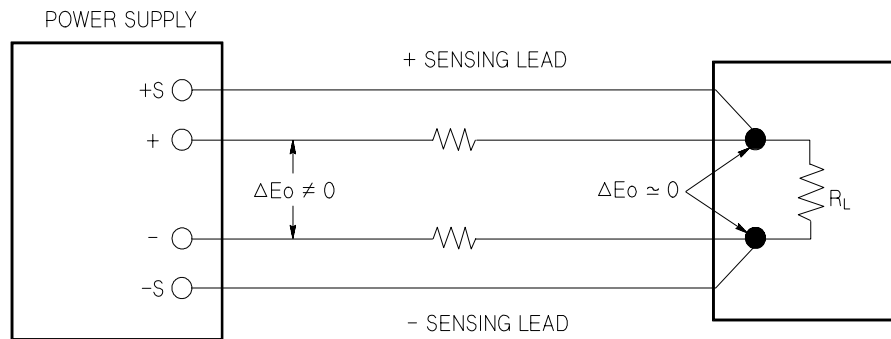 POWER SUPPLY
+ SENSING LEAD
+S
+
ΔEo ≠ 0
ΔEo ≃ 0
RL
-
-S
- SENSING LEAD